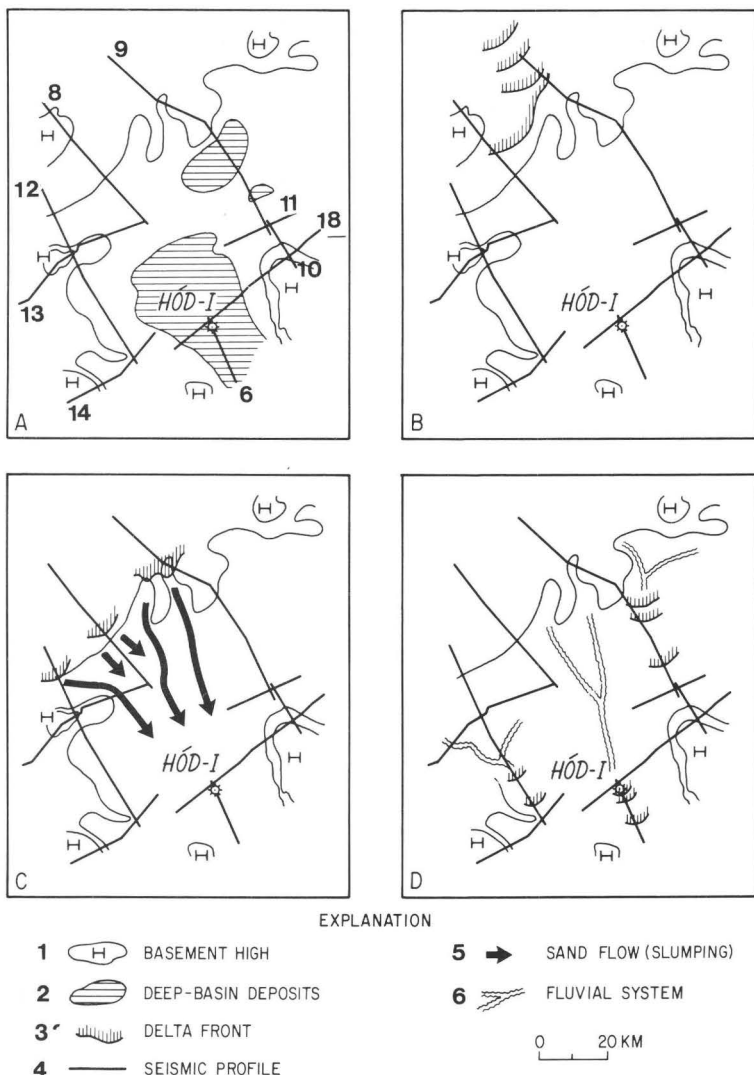 9
H
8
H
12
11
18
H
10
HÓD-I
H
13
H
6
H
14
A
H
H
H
HÓD-I
H
H
H
B
H
H
H
HÓD-I
H
H
H
C
H
H
H
HÓD-I
H
H
H
D
EXPLANATION
1 H BASEMENT HIGH
2 DEEP-BASIN DEPOSITS
3 DELTA FRONT
4 SEISMIC PROFILE
5 SAND FLOW (SLUMPING)
6 FLUVIAL SYSTEM
0 20 KM